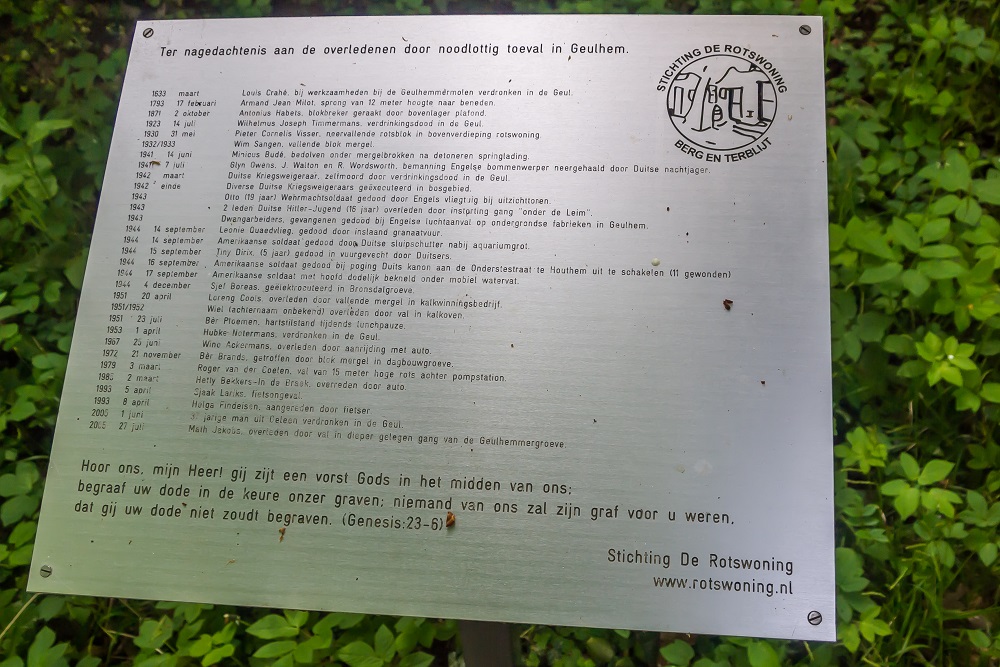 Ter nagedachtenis aan de overledenen door noodlottig toeval in Geulhem.
STICHTING DE ROTSWONING
BERG EN TERBLIJT
1633 maart Louis Crahé, bij werkzaamheden bij de Geulhemmermolen verdronken in de Geul.
1793 17 februari Armand Jean Milot, sprong van 12 meter hoogte naar beneden.
1871 2 oktober Antonius Habets, blokbreker geraakt door bovenlager plafond.
1923 14 juli Wilhelmus Joseph Timmermans, verdrinkingsdood in de Geul.
1930 31 mei Pieter Cornelis Visser, neervallende rotsblok in bovenverdieping rotswoning.
1932/1933 Wim Sangen, vallende blok mergel.
1941 14 juni Minicus Budé, bedolven onder mergelbrokken na detoneren springlading.
1941 7 juli Glyn Owens, J. Walton en R. Wordsworth, bemanning Engelse bommenwerper neergehaald door Duitse nachtjager.
1942 maart Duitse Kriegsweigeraar, zelfmoord door verdrinkingsdood in de Geul.
1942 einde Diverse Duitse Kriegsweigeraars geëxecuteerd in bosgebied.
1943 Otto (19 jaar) Wehrmachtsoldaat gedood door Engels vliegtuig bij uitzichttoren.
1943 2 leden Duitse Hitler-Jugend (16 jaar) overleden door instorting gang "onder de Leim".
1943 Dwangarbeiders, gevangenen gedood bij Engelse luchtaanval op ondergrondse fabrieken in Geulhem.
1944 14 september Leonie Quaedvlieg, gedood door inslaand granaatvuur.
1944 14 september Amerikaanse soldaat gedood door Duitse sluipschutter nabij aquariumgrot.
1944 15 september Tiny Dirix, (5 jaar) gedood in vuurgevecht door Duitsers.
1944 16 september Amerikaanse soldaat gedood bij poging Duits kanon aan de Onderstestraat te Houthem uit te schakelen (11 gewonden)
1944 17 september Amerikaanse soldaat met hoofd dodelijk bekneld onder mobiel watervat.
1944 4 december Sjef Boreas, geëlektrocuteerd in Bronsdalgroeve.
1951 20 april Loreng Coois, overleden door vallende mergel in kalkwinningsbedrijf.
1951/1952 Wiel (achternaam onbekend) overleden door val in kalkoven.
1951 23 juli Bèr Ploemen, hartstilstand tijdens lunchpauze.
1953 1 april Hubke Notermans, verdronken in de Geul.
1967 25 juni Wino Ackermans, overleden door aanrijding met auto.
1972 21 november Bèr Brands, getroffen door blok mergel in dagbouwgroeve.
1979 3 maart Roger van der Coelen, val van 15 meter hoge rots achter pompstation.
1985 2 maart Hetty Bekkers-In de Braek, overreden door auto.
1993 5 april Sjaak Lariks, fietsongeval.
1993 8 april Helga Findeisen, aangereden door fietser
2005 1 juni jarige man uit Geleen verdronken in de Geul.
2005 27 juli Math Jakobs, overleden door val in dieper gelegen gang van de Geulhemmergroeve.
Hoor ons, mijn Heer! gij zijt een vorst Gods in het midden van ons;
begraaf uw dode in de keure onzer graven; niemand van ons zal zijn graf voor u weren,
dat gij uw dode niet zoudt begraven. (Genesis:23-6)
Stichting De Rotswoning
www.rotswoning.nl